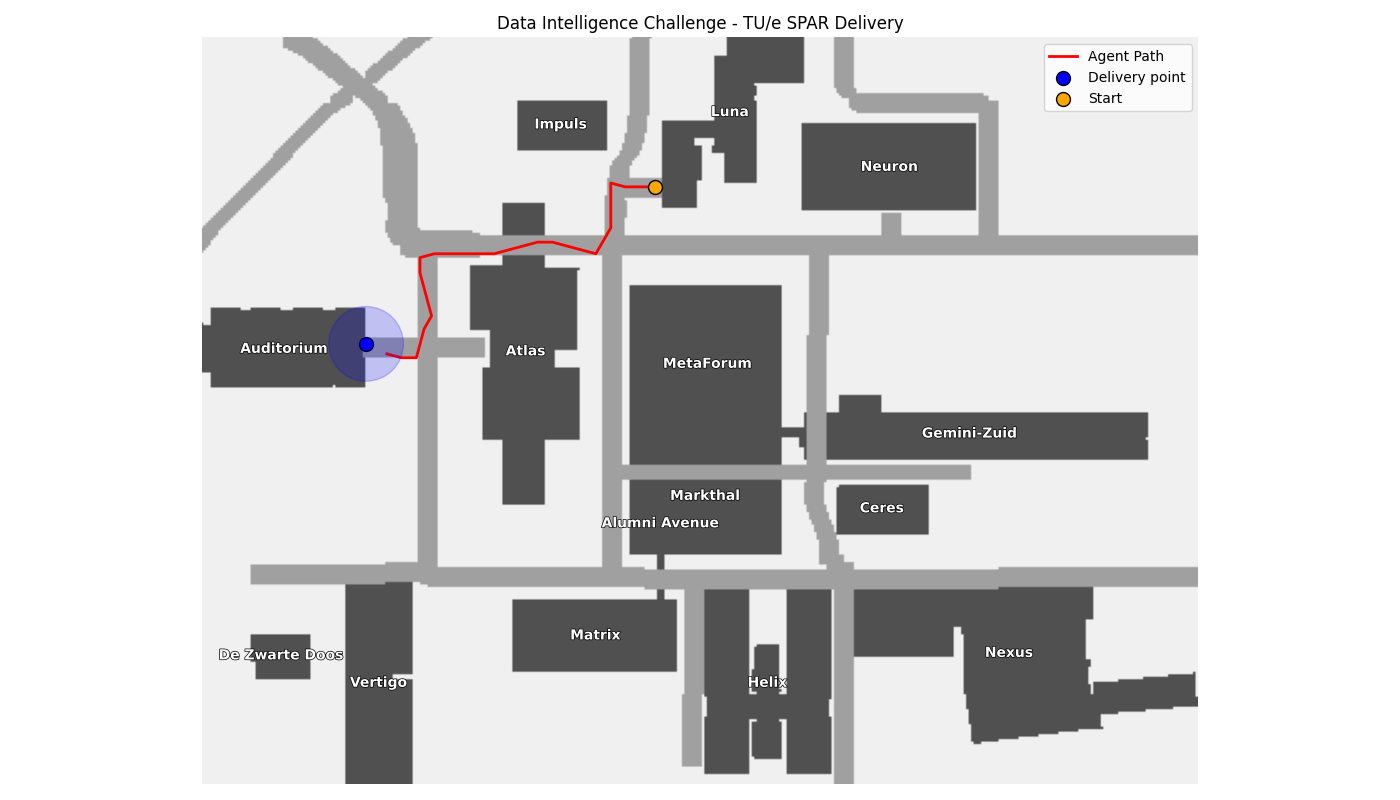 Data Intelligence Challenge - TU/e SPAR Delivery
Agent Path
Delivery point
Start
Luna
Impuls
Neuron
Auditorium
Atlas
MetaForum
Gemini-Zuid
Markthal
Ceres
Alumni Avenue
Matrix
De Zwarte Doos
Nexus
Vertigo
Helix